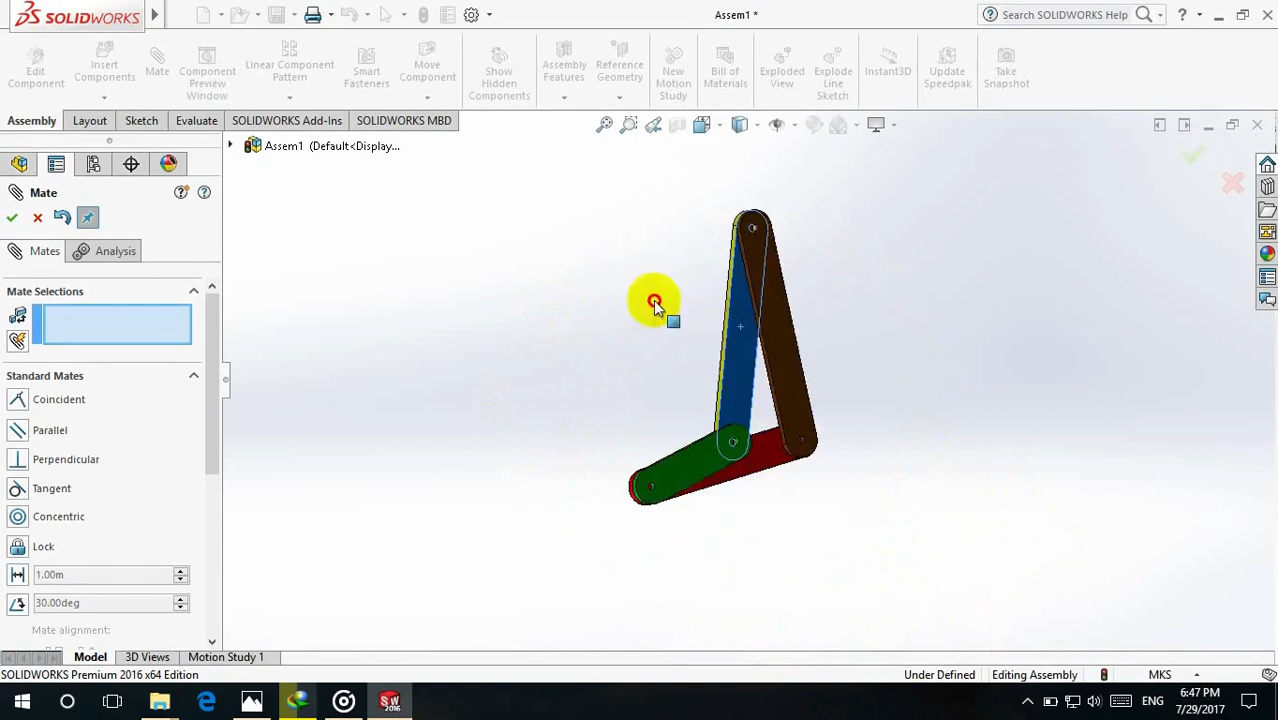 SOLIDWORKS
Assem1 *
Search SOLIDWORKS
Edit Component
Insert Components
Mate
Component Preview Window
Linear Component Pattern
Smart Fasteners
Move Component
Show Hidden Components
Assembly Features
Reference Geometry
New Motion Study
Bill of Materials
Exploded View
Explode Line Sketch
Instant3D
Update Speedpak
Take Snapshot
Assembly
Layout
Sketch
Evaluate
SOLIDWORKS Add-Ins
SOLIDWORKS MBD
Assem1 (Default<Display...
Mate
Mates
Analysis
Mate Selections
Standard Mates
Coincident
Parallel
Perpendicular
Tangent
Concentric
Lock
1.00m
30.00deg
Mate alignment:
Model
3D Views
Motion Study 1
SOLIDWORKS Premium 2016 x64 Edition
Under Defined
Editing Assembly
MKS
SW
2016
ENG
6:47 PM
7/29/2017